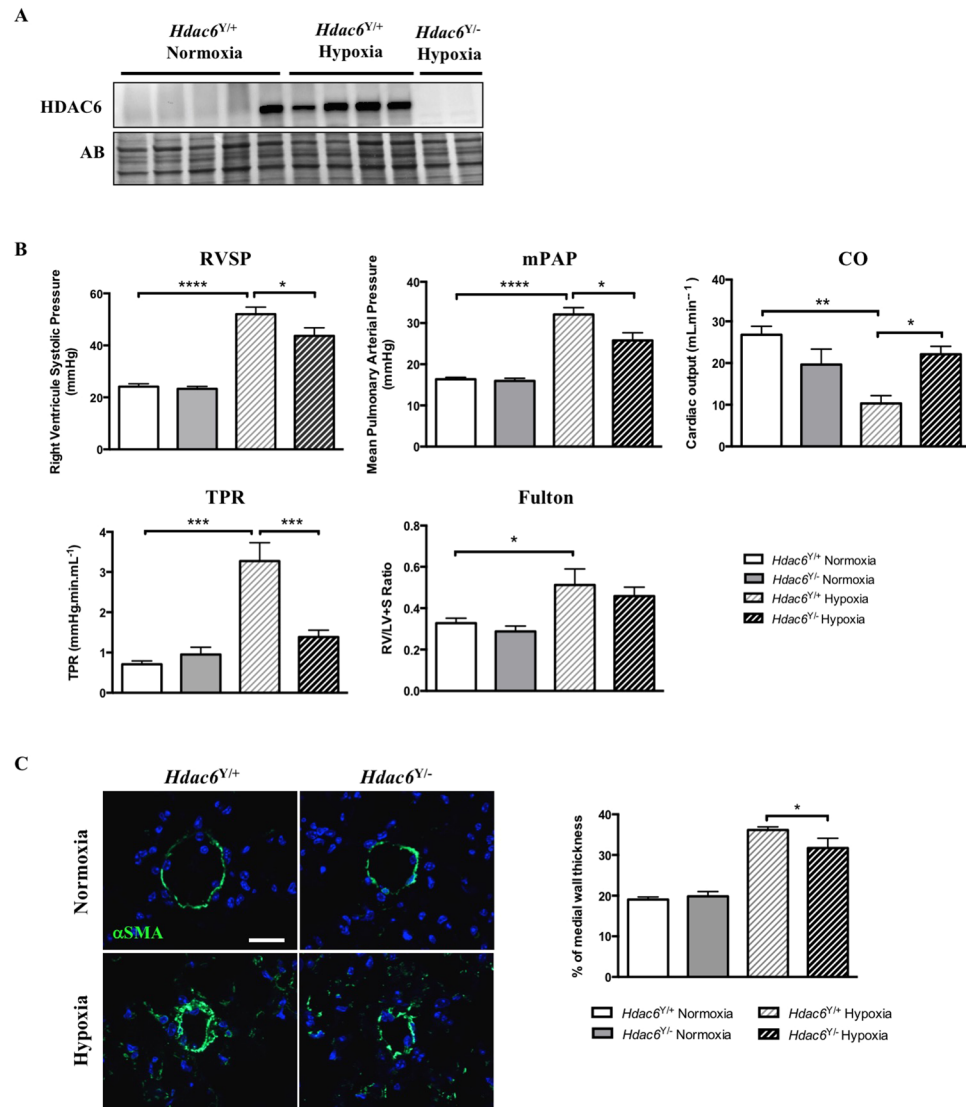 A
Hdac6Y/+ Normoxia
Hdac6Y/+ Hypoxia
Hdac6Y/- Hypoxia
HDAC6
AB
B
RVSP
Right Ventricule Systolic Pressure (mmHg)
60
40
20
0
****
*
mPAP
Mean Pulmonary Arterial Pressure (mmHg)
40
30
20
10
0
****
*
CO
Cardiac output (mL.min⁻¹)
40
30
20
10
0
**
*
TPR
TPR (mmHg.min.mL⁻¹)
4
3
2
1
0
***
***
Fulton
RV/LV+S Ratio
0.8
0.6
0.4
0.2
0.0
*
Hdac6Y/+ Normoxia
Hdac6Y/- Normoxia
Hdac6Y/+ Hypoxia
Hdac6Y/- Hypoxia
C
Hdac6Y/+
Hdac6Y/-
Normoxia
αSMA
Hypoxia
% of medial wall thickness
40
30
20
10
0
*
Hdac6Y/+ Normoxia
Hdac6Y/+ Hypoxia
Hdac6Y/- Normoxia
Hdac6Y/- Hypoxia